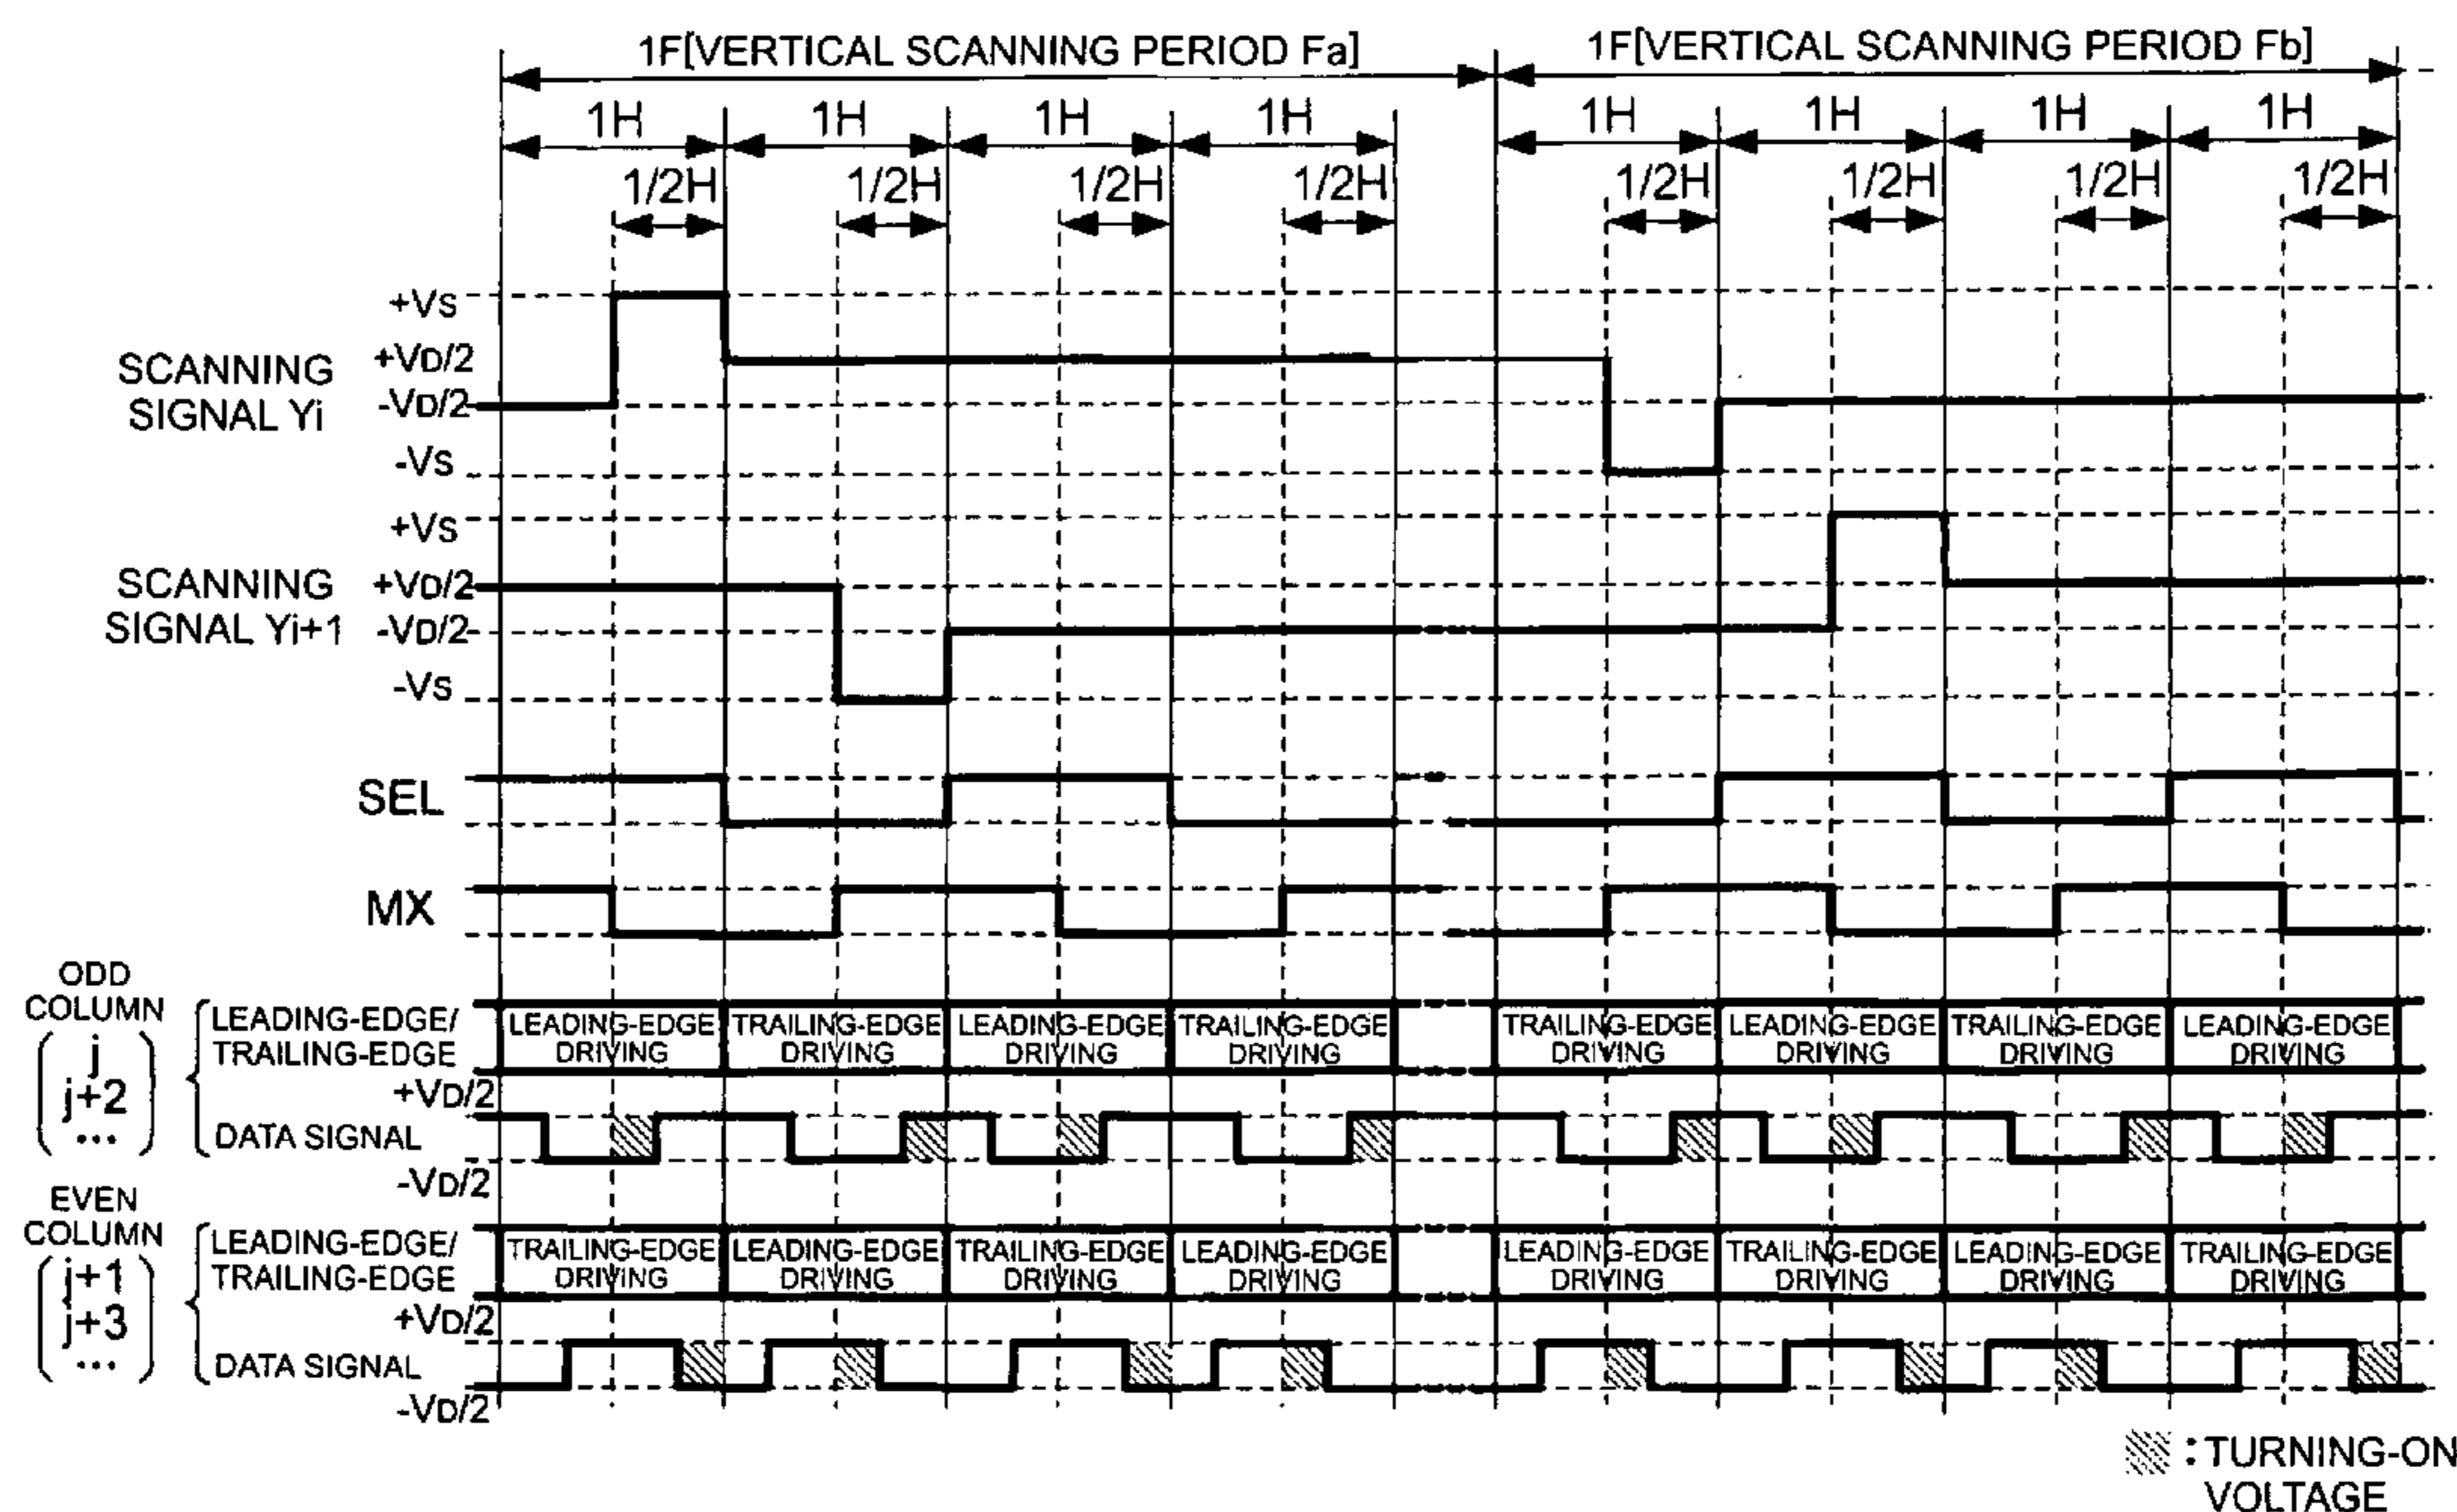 1F[VERTICAL SCANNING PERIOD Fa]
1F[VERTICAL SCANNING PERIOD Fb]
1H 1H 1H 1H 1H 1H 1H 1H
1/2H 1/2H 1/2H 1/2H 1/2H 1/2H 1/2H 1/2H
SCANNING
SIGNAL Yi
+VS
+VD/2
-VD/2
-VS
SCANNING
SIGNAL Yi+1
+VS
+VD/2
-VD/2
-VS
SEL
MX
ODD
COLUMN
j
j+2
...
LEADING-EDGE/
TRAILING-EDGE
LEADING-EDGE DRIVING
TRAILING-EDGE DRIVING
LEADING-EDGE DRIVING
TRAILING-EDGE DRIVING
TRAILING-EDGE DRIVING
LEADING-EDGE DRIVING
TRAILING-EDGE DRIVING
LEADING-EDGE DRIVING
+VD/2
DATA SIGNAL
-VD/2
EVEN
COLUMN
j+1
j+3
...
LEADING-EDGE/
TRAILING-EDGE
TRAILING-EDGE DRIVING
LEADING-EDGE DRIVING
TRAILING-EDGE DRIVING
LEADING-EDGE DRIVING
LEADING-EDGE DRIVING
TRAILING-EDGE DRIVING
LEADING-EDGE DRIVING
TRAILING-EDGE DRIVING
+VD/2
DATA SIGNAL
-VD/2
: TURNING-ON
VOLTAGE